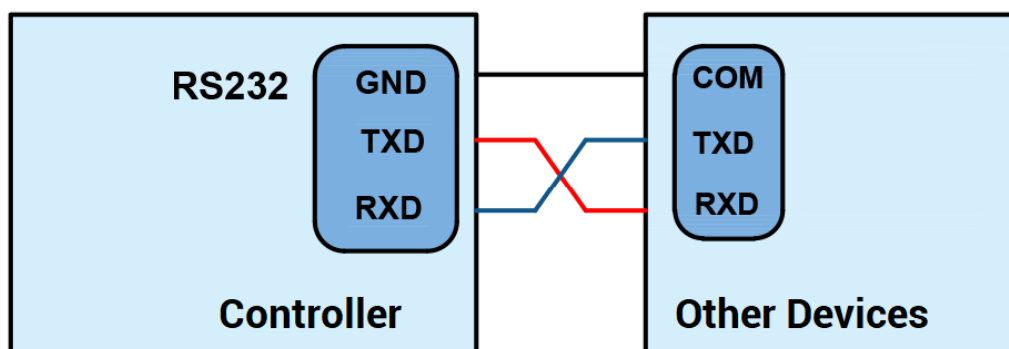 RS232
GND
TXD
RXD
Controller
COM
TXD
RXD
Other Devices